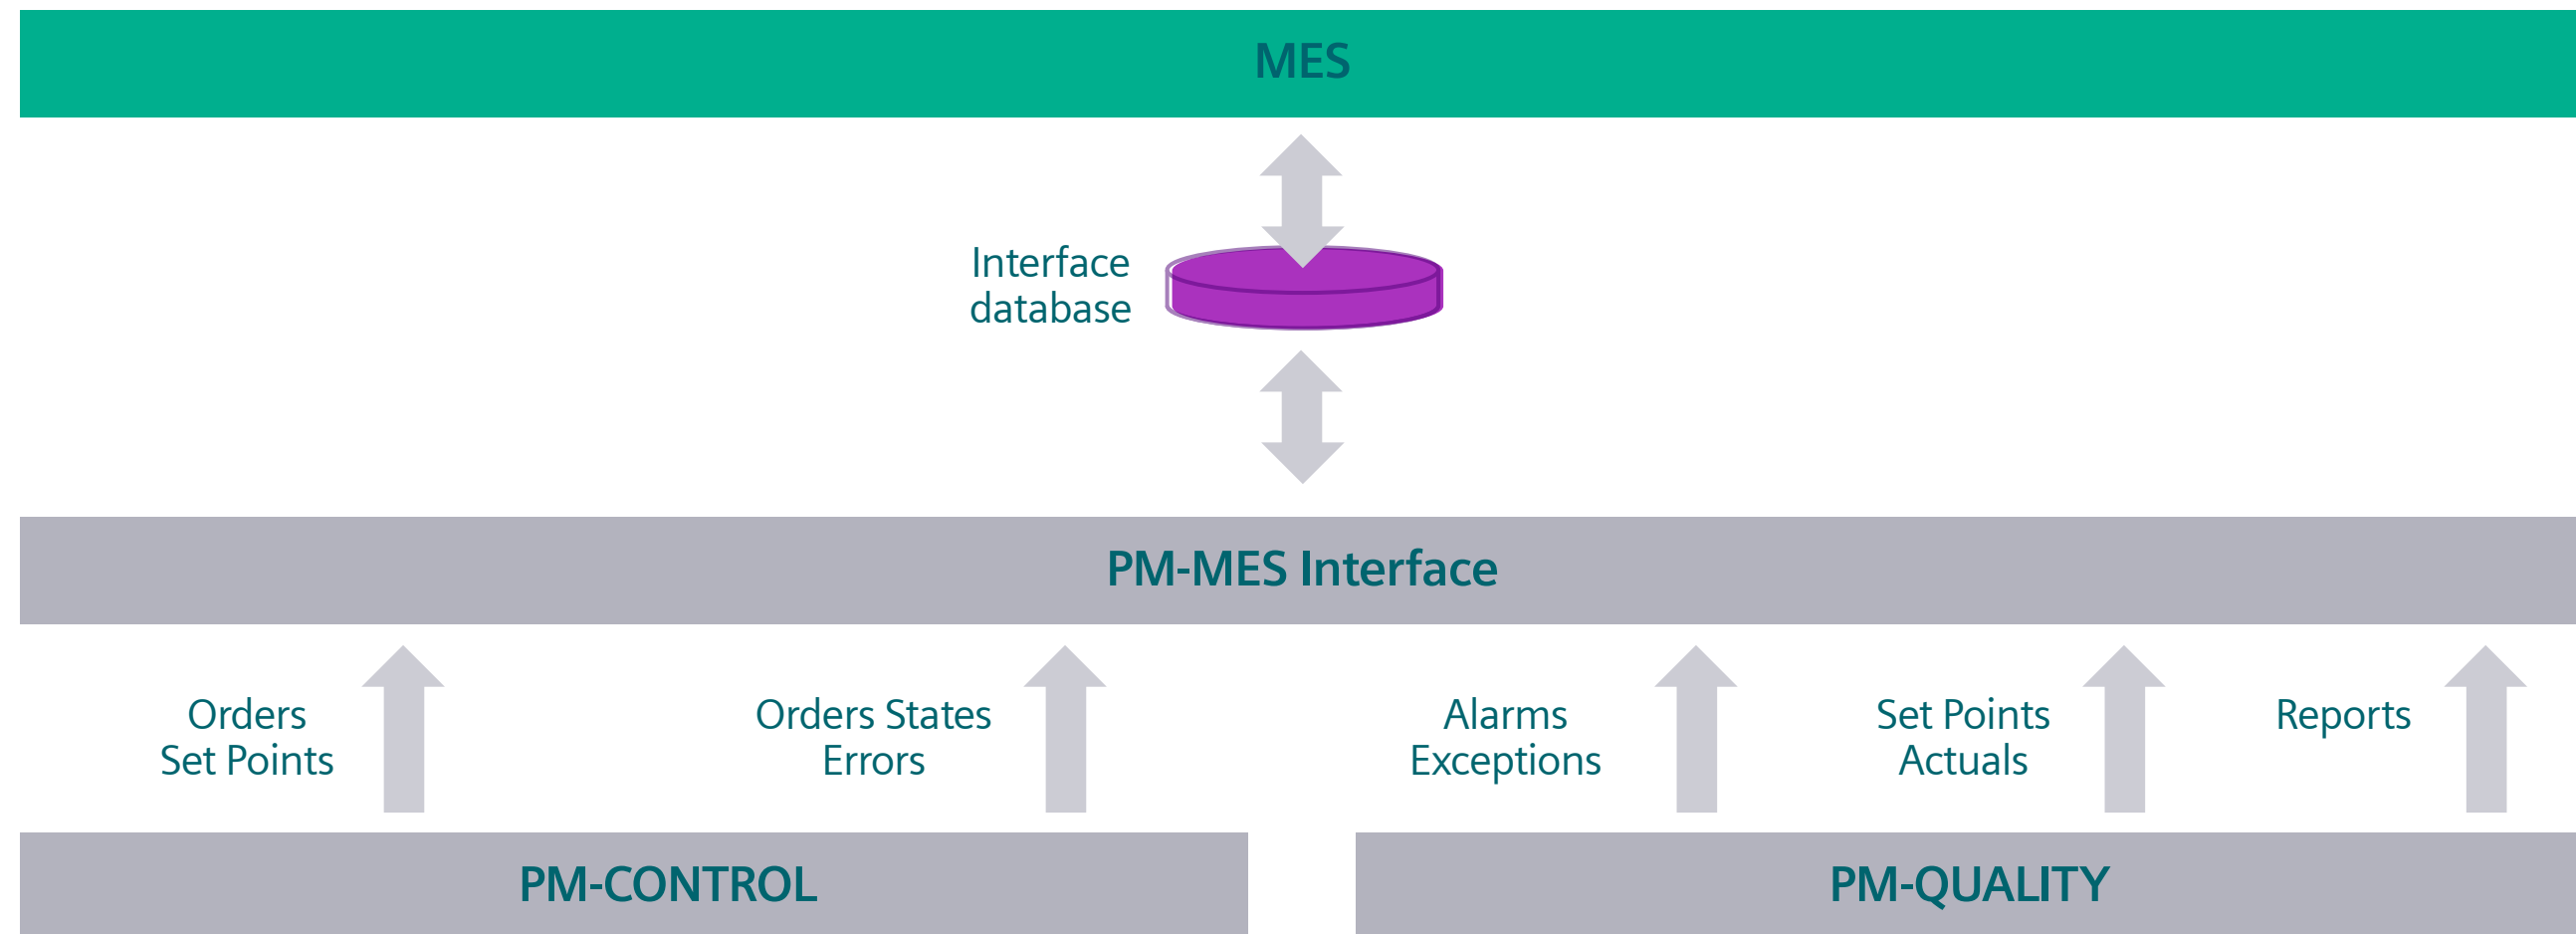 MES
Interface
database
PM-MES Interface
Orders
Set Points
Orders States
Errors
Alarms
Exceptions
Set Points
Actuals
Reports
PM-CONTROL
PM-QUALITY